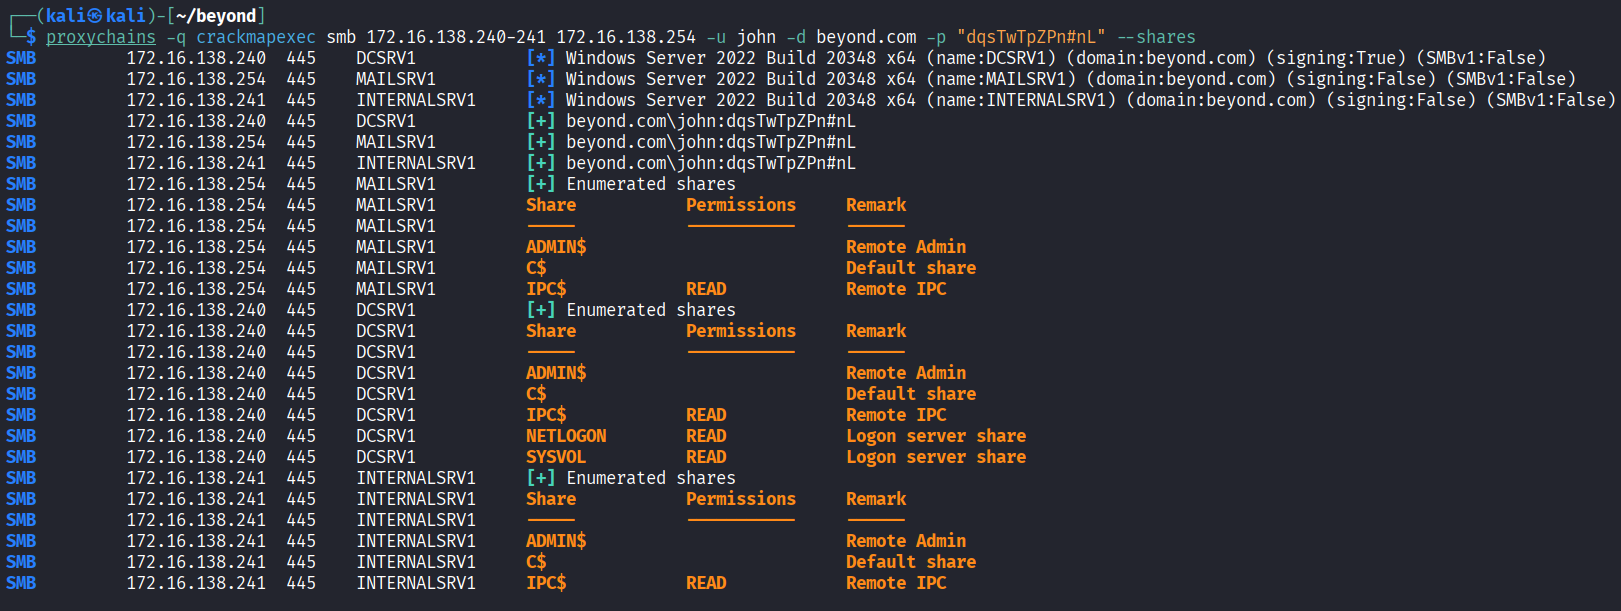 ┌──(kali㉿kali)-[~/beyond]
└─$ proxychains -q crackmapexec smb 172.16.138.240-241 172.16.138.254 -u john -d beyond.com -p "dqsTwTpZPn#nL" --shares
SMB         172.16.138.240  445    DCSRV1           [*] Windows Server 2022 Build 20348 x64 (name:DCSRV1) (domain:beyond.com) (signing:True) (SMBv1:False)
SMB         172.16.138.254  445    MAILSRV1         [*] Windows Server 2022 Build 20348 x64 (name:MAILSRV1) (domain:beyond.com) (signing:False) (SMBv1:False)
SMB         172.16.138.241  445    INTERNALSRV1     [*] Windows Server 2022 Build 20348 x64 (name:INTERNALSRV1) (domain:beyond.com) (signing:False) (SMBv1:False)
SMB         172.16.138.240  445    DCSRV1           [+] beyond.com\john:dqsTwTpZPn#nL
SMB         172.16.138.254  445    MAILSRV1         [+] beyond.com\john:dqsTwTpZPn#nL
SMB         172.16.138.241  445    INTERNALSRV1     [+] beyond.com\john:dqsTwTpZPn#nL
SMB         172.16.138.254  445    MAILSRV1         [+] Enumerated shares
SMB         172.16.138.254  445    MAILSRV1         Share           Permissions     Remark
SMB         172.16.138.254  445    MAILSRV1         -----           -----------     ------
SMB         172.16.138.254  445    MAILSRV1         ADMIN$                          Remote Admin
SMB         172.16.138.254  445    MAILSRV1         C$                              Default share
SMB         172.16.138.254  445    MAILSRV1         IPC$            READ            Remote IPC
SMB         172.16.138.240  445    DCSRV1           [+] Enumerated shares
SMB         172.16.138.240  445    DCSRV1           Share           Permissions     Remark
SMB         172.16.138.240  445    DCSRV1           -----           -----------     ------
SMB         172.16.138.240  445    DCSRV1           ADMIN$                          Remote Admin
SMB         172.16.138.240  445    DCSRV1           C$                              Default share
SMB         172.16.138.240  445    DCSRV1           IPC$            READ            Remote IPC
SMB         172.16.138.240  445    DCSRV1           NETLOGON        READ            Logon server share
SMB         172.16.138.240  445    DCSRV1           SYSVOL          READ            Logon server share
SMB         172.16.138.241  445    INTERNALSRV1     [+] Enumerated shares
SMB         172.16.138.241  445    INTERNALSRV1     Share           Permissions     Remark
SMB         172.16.138.241  445    INTERNALSRV1     -----           -----------     ------
SMB         172.16.138.241  445    INTERNALSRV1     ADMIN$                          Remote Admin
SMB         172.16.138.241  445    INTERNALSRV1     C$                              Default share
SMB         172.16.138.241  445    INTERNALSRV1     IPC$            READ            Remote IPC